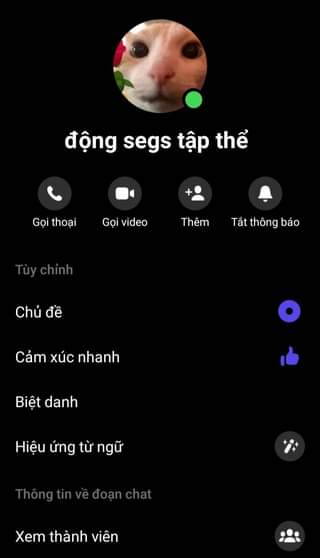 động segs tập thể
Gọi thoại
Gọi video
Thêm
Tắt thông báo
Tùy chỉnh
Chủ đề
Cảm xúc nhanh
Biệt danh
Hiệu ứng từ ngữ
Thông tin về đoạn chat
Xem thành viên